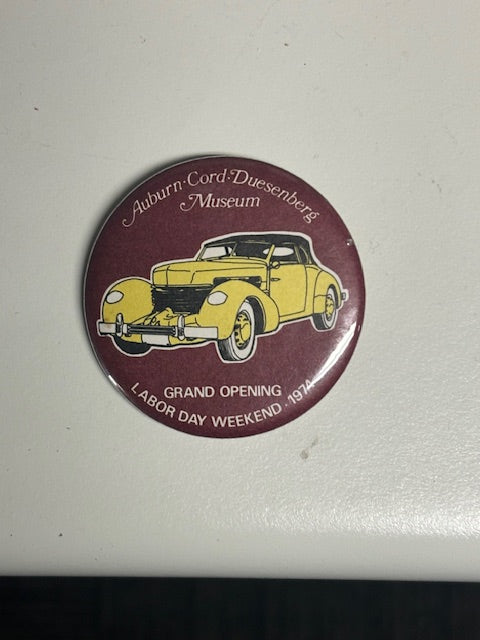 Auburn·Cord·Duesenberg
Museum
GRAND OPENING
LABOR DAY WEEKEND · 1974